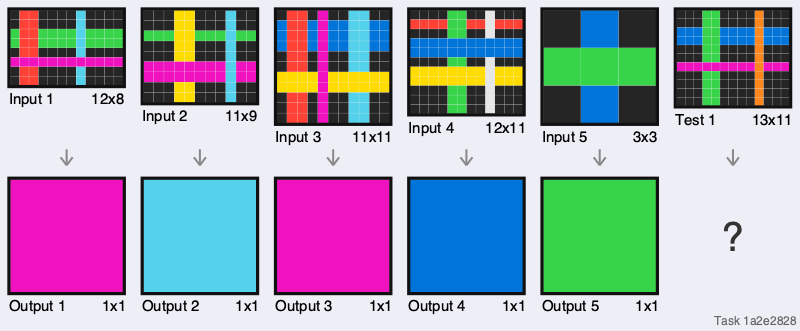 Input 1 12x8
Input 2 11x9
Input 3 11x11
Input 4 12x11
Input 5 3x3
Test 1 13x11
?
Output 1 1x1
Output 2 1x1
Output 3 1x1
Output 4 1x1
Output 5 1x1
Task 1a2e2828